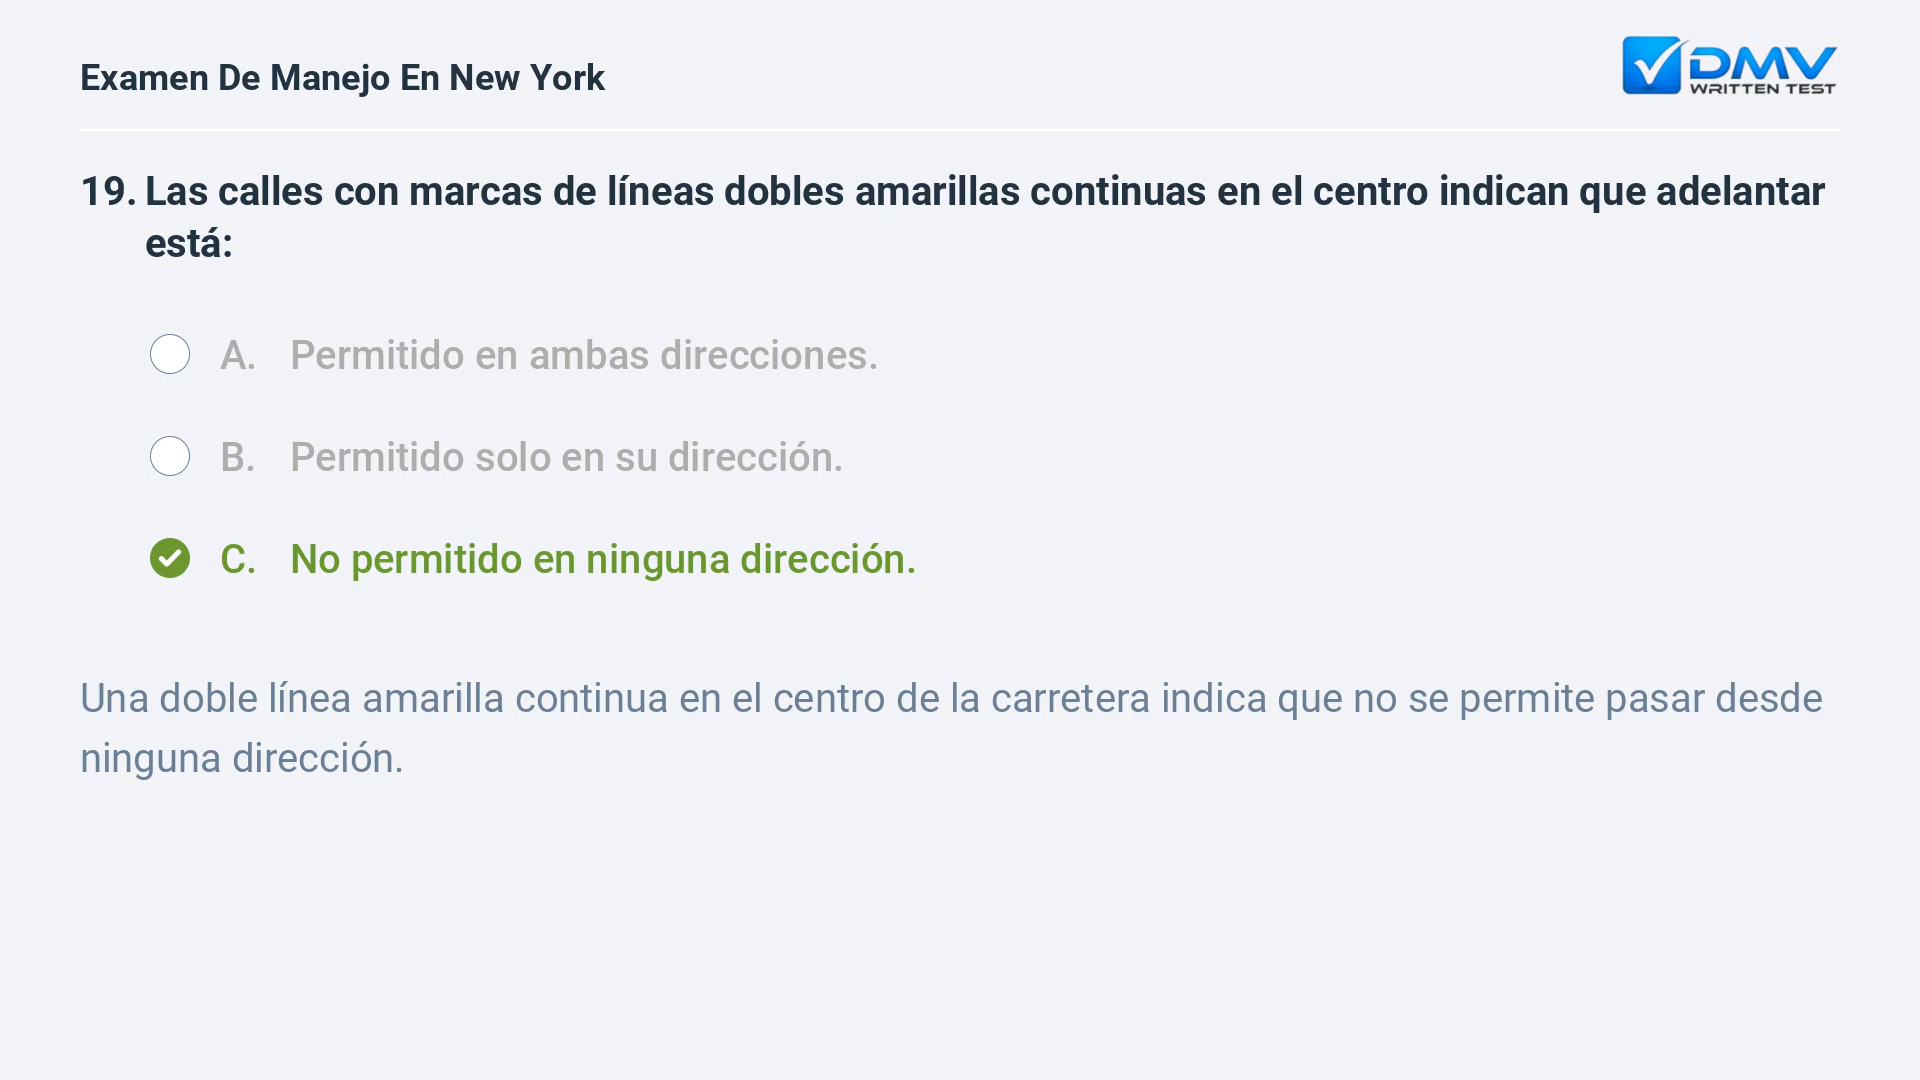 Examen De Manejo En New York
DMV
WRITTEN TEST
19. Las calles con marcas de líneas dobles amarillas continuas en el centro indican que adelantar
está:
A. Permitido en ambas direcciones.
B. Permitido solo en su dirección.
C. No permitido en ninguna dirección.
Una doble línea amarilla continua en el centro de la carretera indica que no se permite pasar desde
ninguna dirección.